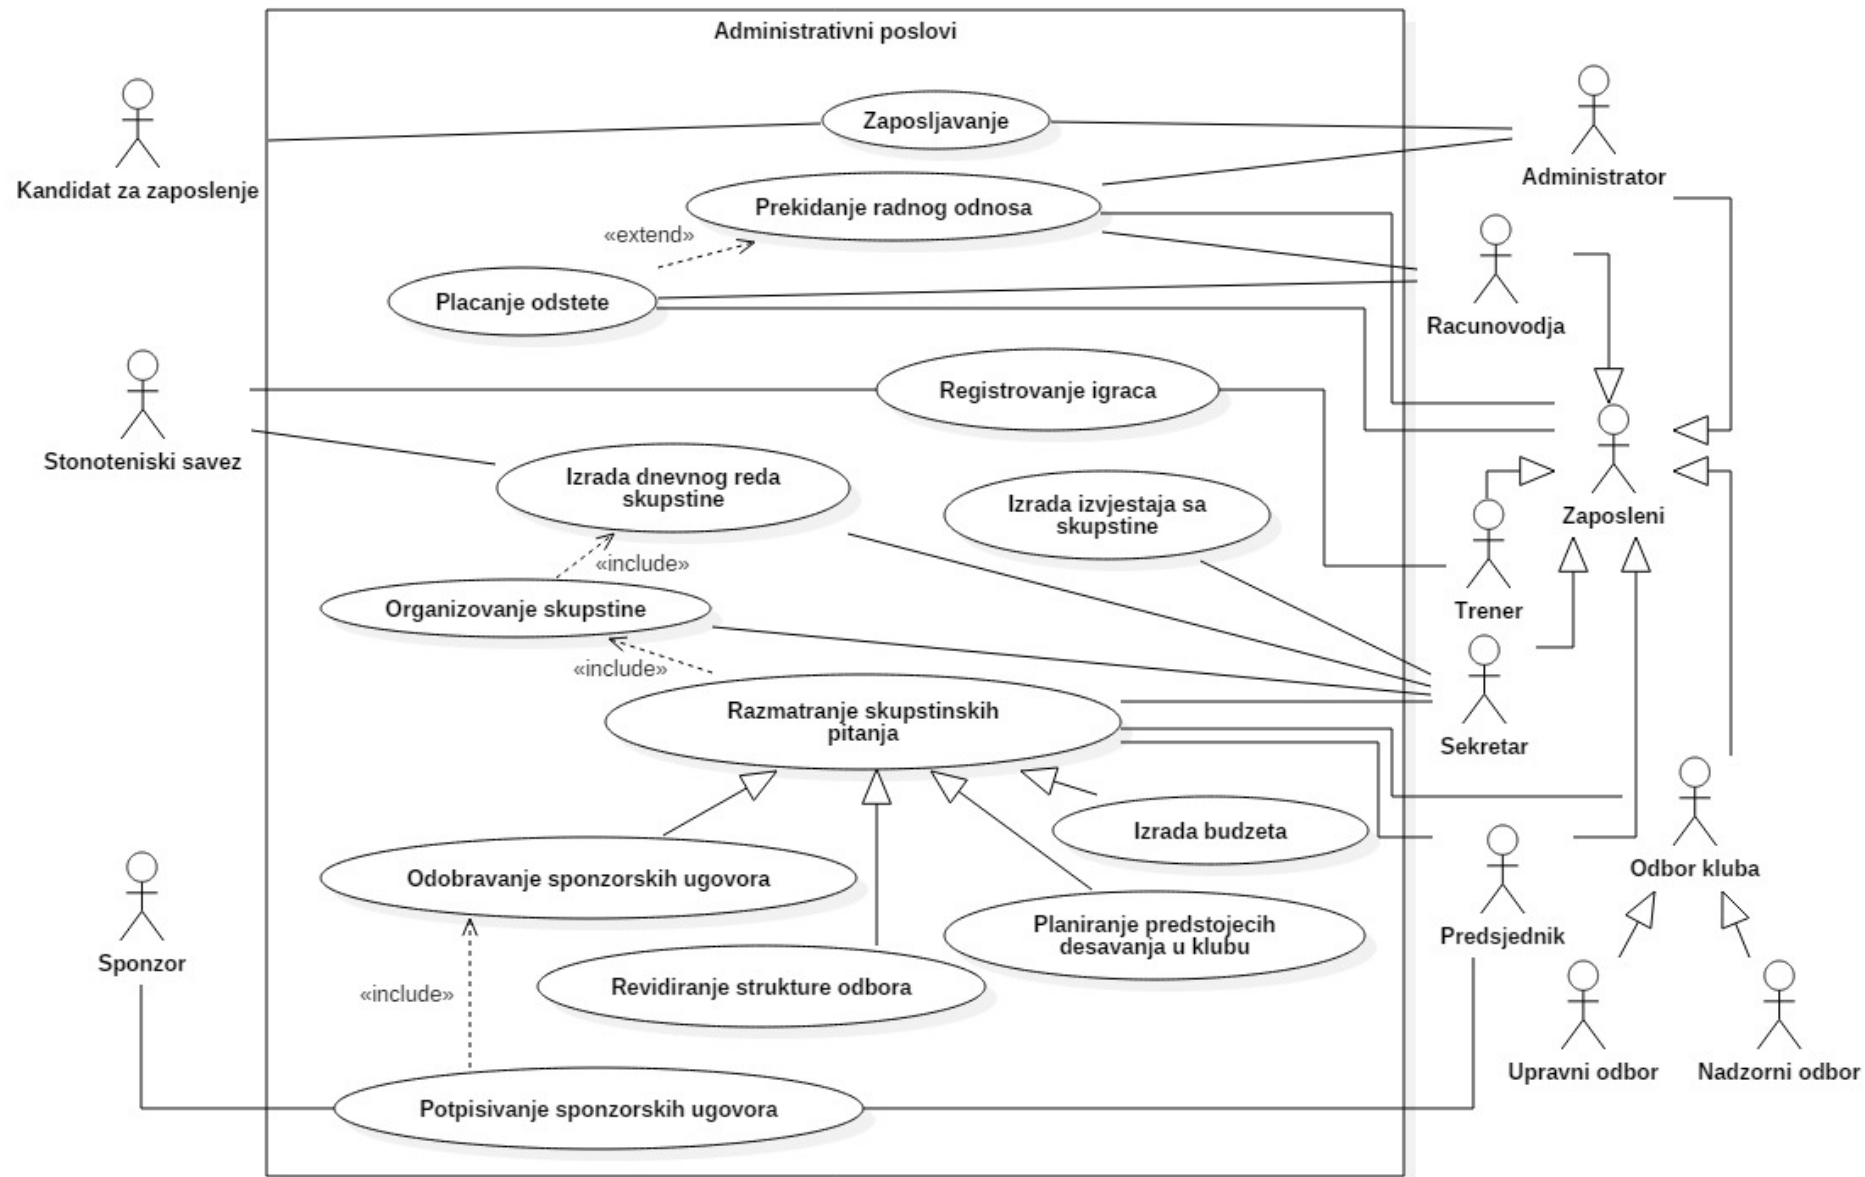 Administrativni poslovi
Zaposljavanje
Kandidat za zaposlenje
Administrator
Prekidanje radnog odnosa
«extend»
Placanje odstete
Racunovodja
Registrovanje igraca
Stonoteniski savez
Izrada dnevnog reda
skupstine
Izrada izvjestaja sa
skupstine
Zaposleni
«include»
Organizovanje skupstine
Trener
«include»
Razmatranje skupstinskih
pitanja
Sekretar
Izrada budzeta
Odobravanje sponzorskih ugovora
Odbor kluba
Planiranje predstojecih
desavanja u klubu
Predsjednik
Sponzor
Revidiranje strukture odbora
«include»
Upravni odbor
Nadzorni odbor
Potpisivanje sponzorskih ugovora